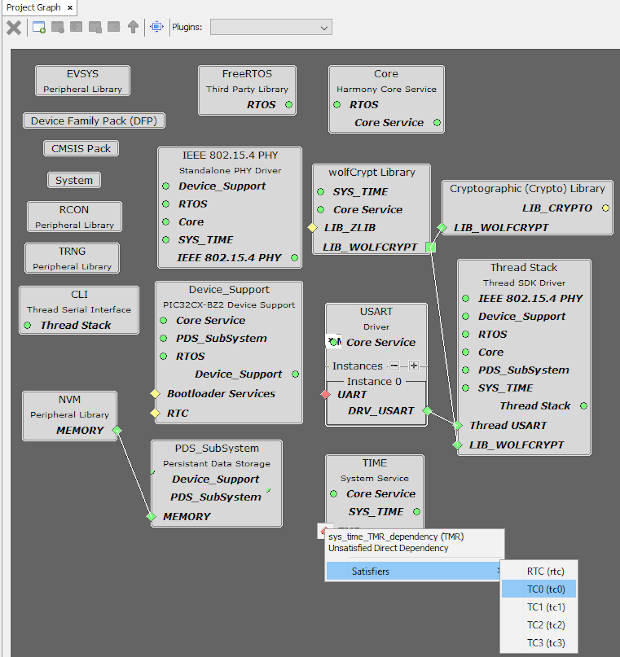 Project Graph ×
Plugins:
EVSYS
Peripheral Library
Device Family Pack (DFP)
CMSIS Pack
System
RCON
Peripheral Library
TRNG
Peripheral Library
CLI
Thread Serial Interface
Thread Stack
NVM
Peripheral Library
MEMORY
FreeRTOS
Third Party Library
RTOS
Core
Harmony Core Service
RTOS
Core Service
IEEE 802.15.4 PHY
Standalone PHY Driver
Device_Support
RTOS
Core
SYS_TIME
IEEE 802.15.4 PHY
wolfCrypt Library
SYS_TIME
Core Service
LIB_ZLIB
LIB_WOLFCRYPT
Cryptographic (Crypto) Library
LIB_CRYPTO
LIB_WOLFCRYPT
Device_Support
PIC32CX-BZ2 Device Support
Core Service
PDS_SubSystem
RTOS
Device_Support
Bootloader Services
RTC
USART
Driver
Core Service
Instances
Instance 0
UART
DRV_USART
Thread Stack
Thread SDK Driver
IEEE 802.15.4 PHY
Device_Support
RTOS
Core
PDS_SubSystem
SYS_TIME
Thread Stack
Thread USART
LIB_WOLFCRYPT
PDS_SubSystem
Persistant Data Storage
Device_Support
PDS_SubSystem
MEMORY
TIME
System Service
Core Service
SYS_TIME
sys_time_TMR_dependency (TMR)
Unsatisfied Direct Dependency
Satisfiers
RTC (rtc)
TC0 (tc0)
TC1 (tc1)
TC2 (tc2)
TC3 (tc3)